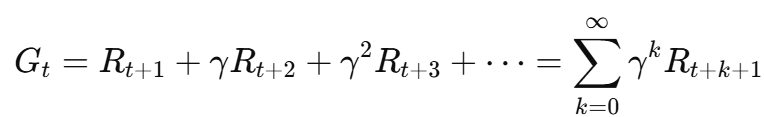 $G_t = R_{t+1} + \gamma R_{t+2} + \gamma^2 R_{t+3} + \cdots = \sum_{k=0}^{\infty} \gamma^k R_{t+k+1}$